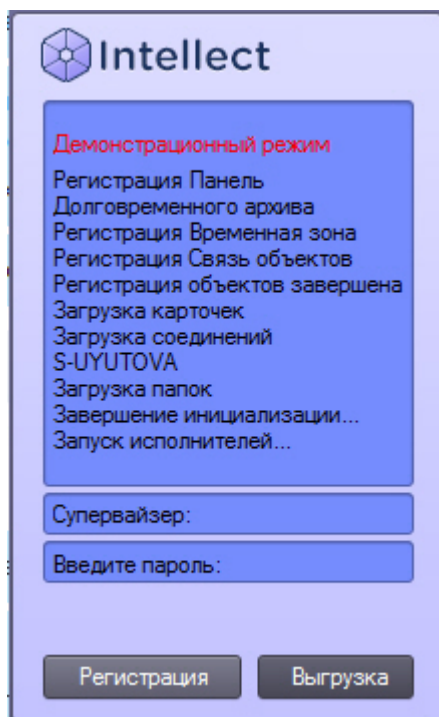 Intellect
Демонстрационный режим
Регистрация Панель
Долговременного архива
Регистрация Временная зона
Регистрация Связь объектов
Регистрация объектов завершена
Загрузка карточек
Загрузка соединений
S-UYUTOVA
Загрузка папок
Завершение инициализации...
Запуск исполнителей...
Супервайзер:
Введите пароль:
Регистрация
Выгрузка